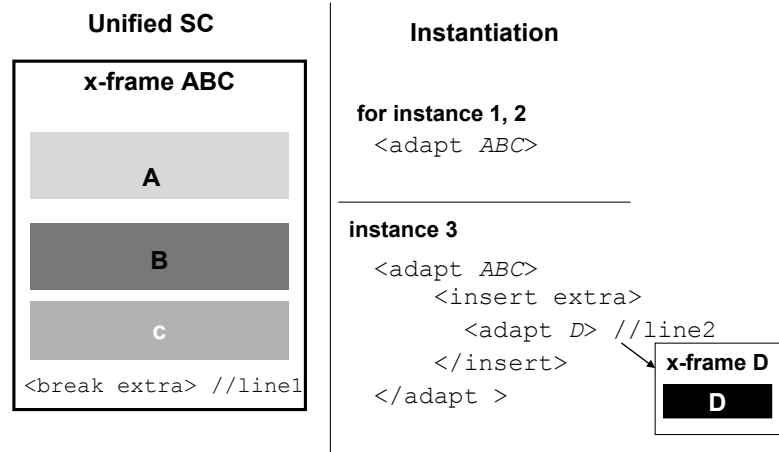 Unified SC
x-frame ABC
A
B
c
<break extra> //line1
Instantiation
for instance 1, 2
<adapt ABC>
instance 3
<adapt ABC>
<insert extra>
<adapt D> //line2
</insert>
</adapt >
x-frame D
D